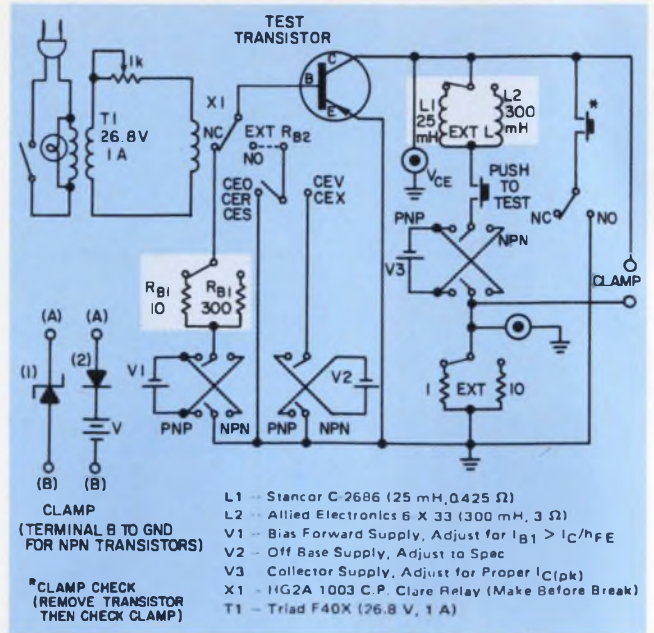 TEST
TRANSISTOR
1k
T1
26.8V
1 A
X1
NC
B
C
E
EXT RB2
NO
CEO
CER
CES
CEV
CEX
L1
25
mH
L2
300
mH
EXT L
VCE
PUSH
TO
TEST
*
NC
NO
PNP
NPN
V3
CLAMP
RB1
10
RB1
300
V1
PNP
NPN
V2
PNP
NPN
1
EXT
10
(A)
(A)
(1)
(2)
V
(B)
(B)
CLAMP
(TERMINAL B TO GND
FOR NPN TRANSISTORS)
*CLAMP CHECK
(REMOVE TRANSISTOR
THEN CHECK CLAMP)
L1 – Stancor C-2686 (25 mH, 0.425 Ω)
L2 – Allied Electronics 6 X 33 (300 mH, 3 Ω)
V1 – Bias Forward Supply, Adjust for IB1 > IC/hFE
V2 – Off Base Supply, Adjust to Spec
V3 Collector Supply, Adjust for Proper IC(pk)
X1 – HG2A 1003 C.P. Clare Relay (Make Before Break)
T1 – Triad F40X (26.8 V, 1 A)